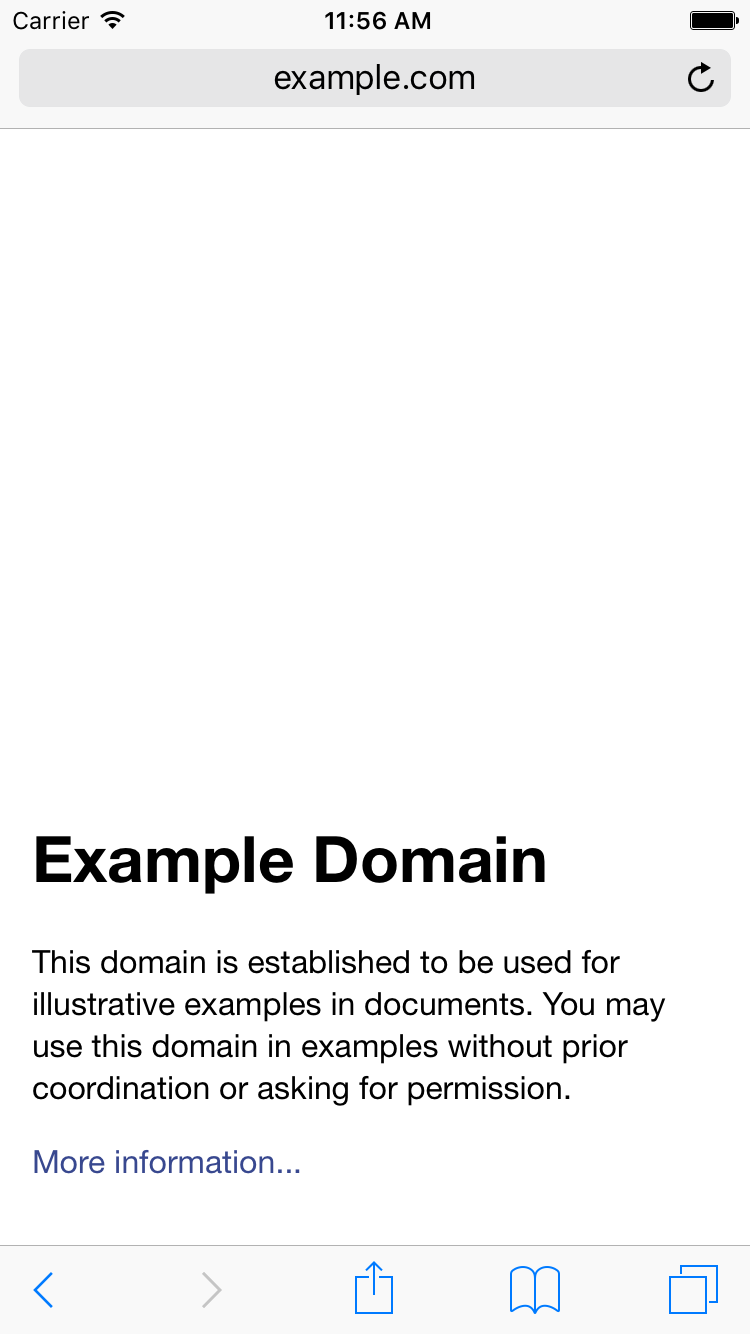 Carrier 11:56 AM
example.com
Example Domain
This domain is established to be used for
illustrative examples in documents. You may
use this domain in examples without prior
coordination or asking for permission.
More information...